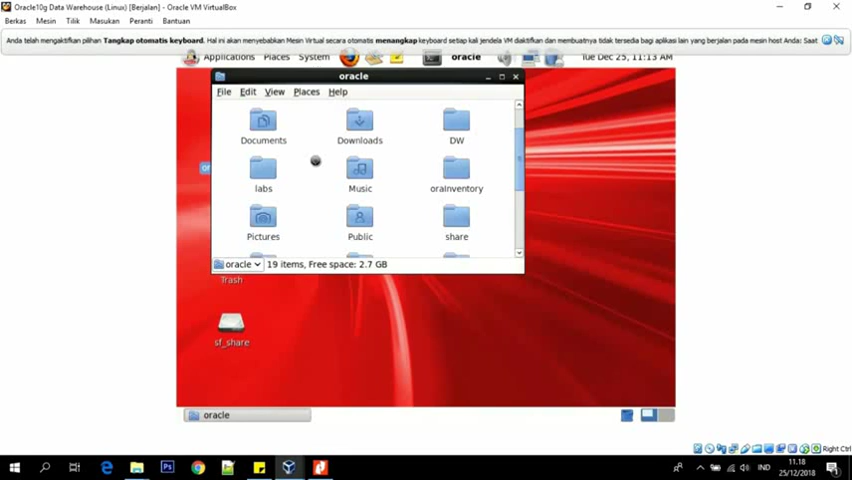 Oracle10g Data Warehouse (Linux) [Berjalan] - Oracle VM VirtualBox
Berkas Mesin Tilik Masukan Peranti Bantuan
Anda telah mengaktifkan pilihan Tangkap otomatis keyboard. Hal ini akan menyebabkan Mesin Virtual secara otomatis menangkap keyboard setiap kali jendela VM diaktifkan dan membuatnya tidak tersedia bagi aplikasi lain yang berjalan pada mesin host Anda: Saat
Applications Places System oracle Tue Dec 25, 11:13 AM
oracle
File Edit View Places Help
Documents Downloads DW
labs Music oraInventory
Pictures Public share
oracle 19 items, Free space: 2.7 GB
Trash
sf_share
oracle
Right Ctrl
Ps
IND
11.18
25/12/2018